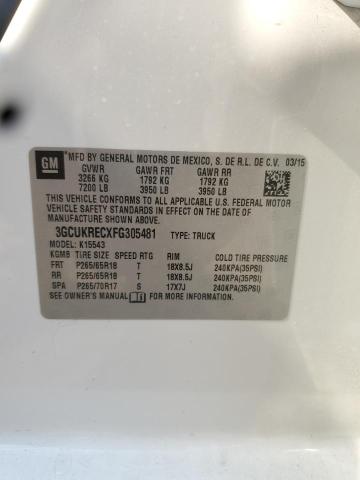 GM
MFD BY GENERAL MOTORS DE MEXICO, S. DE R.L. DE C.V. 03/15
GVWR GAWR FRT GAWR RR
3266 KG 1792 KG 1792 KG
7200 LB 3950 LB 3950 LB
THIS VEHICLE CONFORMS TO ALL APPLICABLE U.S. FEDERAL MOTOR
VEHICLE SAFETY STANDARDS IN EFFECT ON THE DATE OF
MANUFACTURE SHOWN ABOVE.
3GCUKRECXFG305481 TYPE: TRUCK
MODEL: K15543
KGMB TIRE SIZE SPEED RTG RIM COLD TIRE PRESSURE
FRT P265/65R18 T 18X8.5J 240KPA(35PSI)
RR P265/65R18 T 18X8.5J 240KPA(35PSI)
SPA P265/70R17 S 17X7J 240KPA(35PSI)
SEE OWNER'S MANUAL FOR MORE INFORMATION.